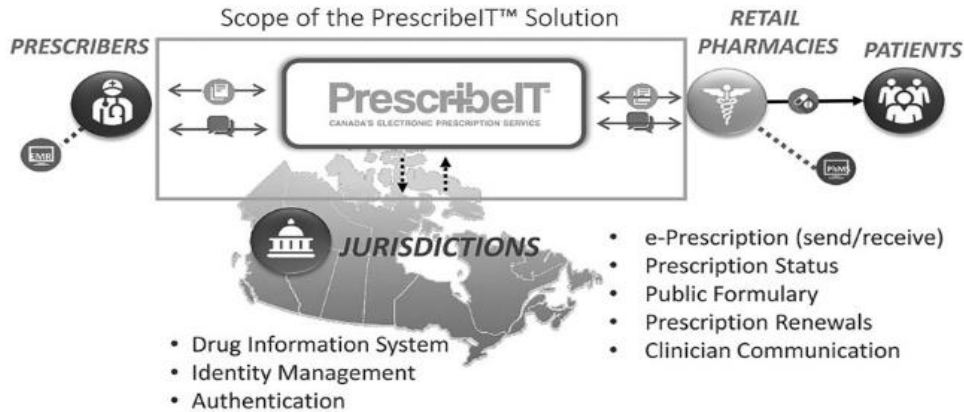 Scope of the PrescribeIT™ Solution
PRESCRIBERS
RETAIL
PHARMACIES
PATIENTS
PrescribeIT
CANADA'S ELECTRONIC PRESCRIPTION SERVICE
EMR
PhMS
JURISDICTIONS
• e-Prescription (send/receive)
• Prescription Status
• Public Formulary
• Prescription Renewals
• Clinician Communication
• Drug Information System
• Identity Management
• Authentication